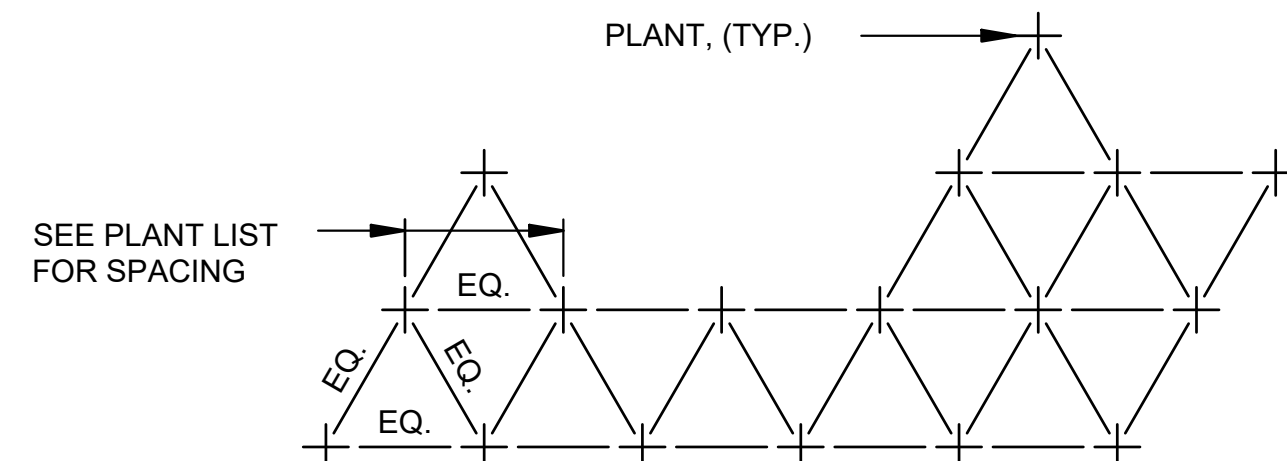 PLANT, (TYP.)
SEE PLANT LIST
FOR SPACING
EQ.
EQ.
EQ.
EQ.